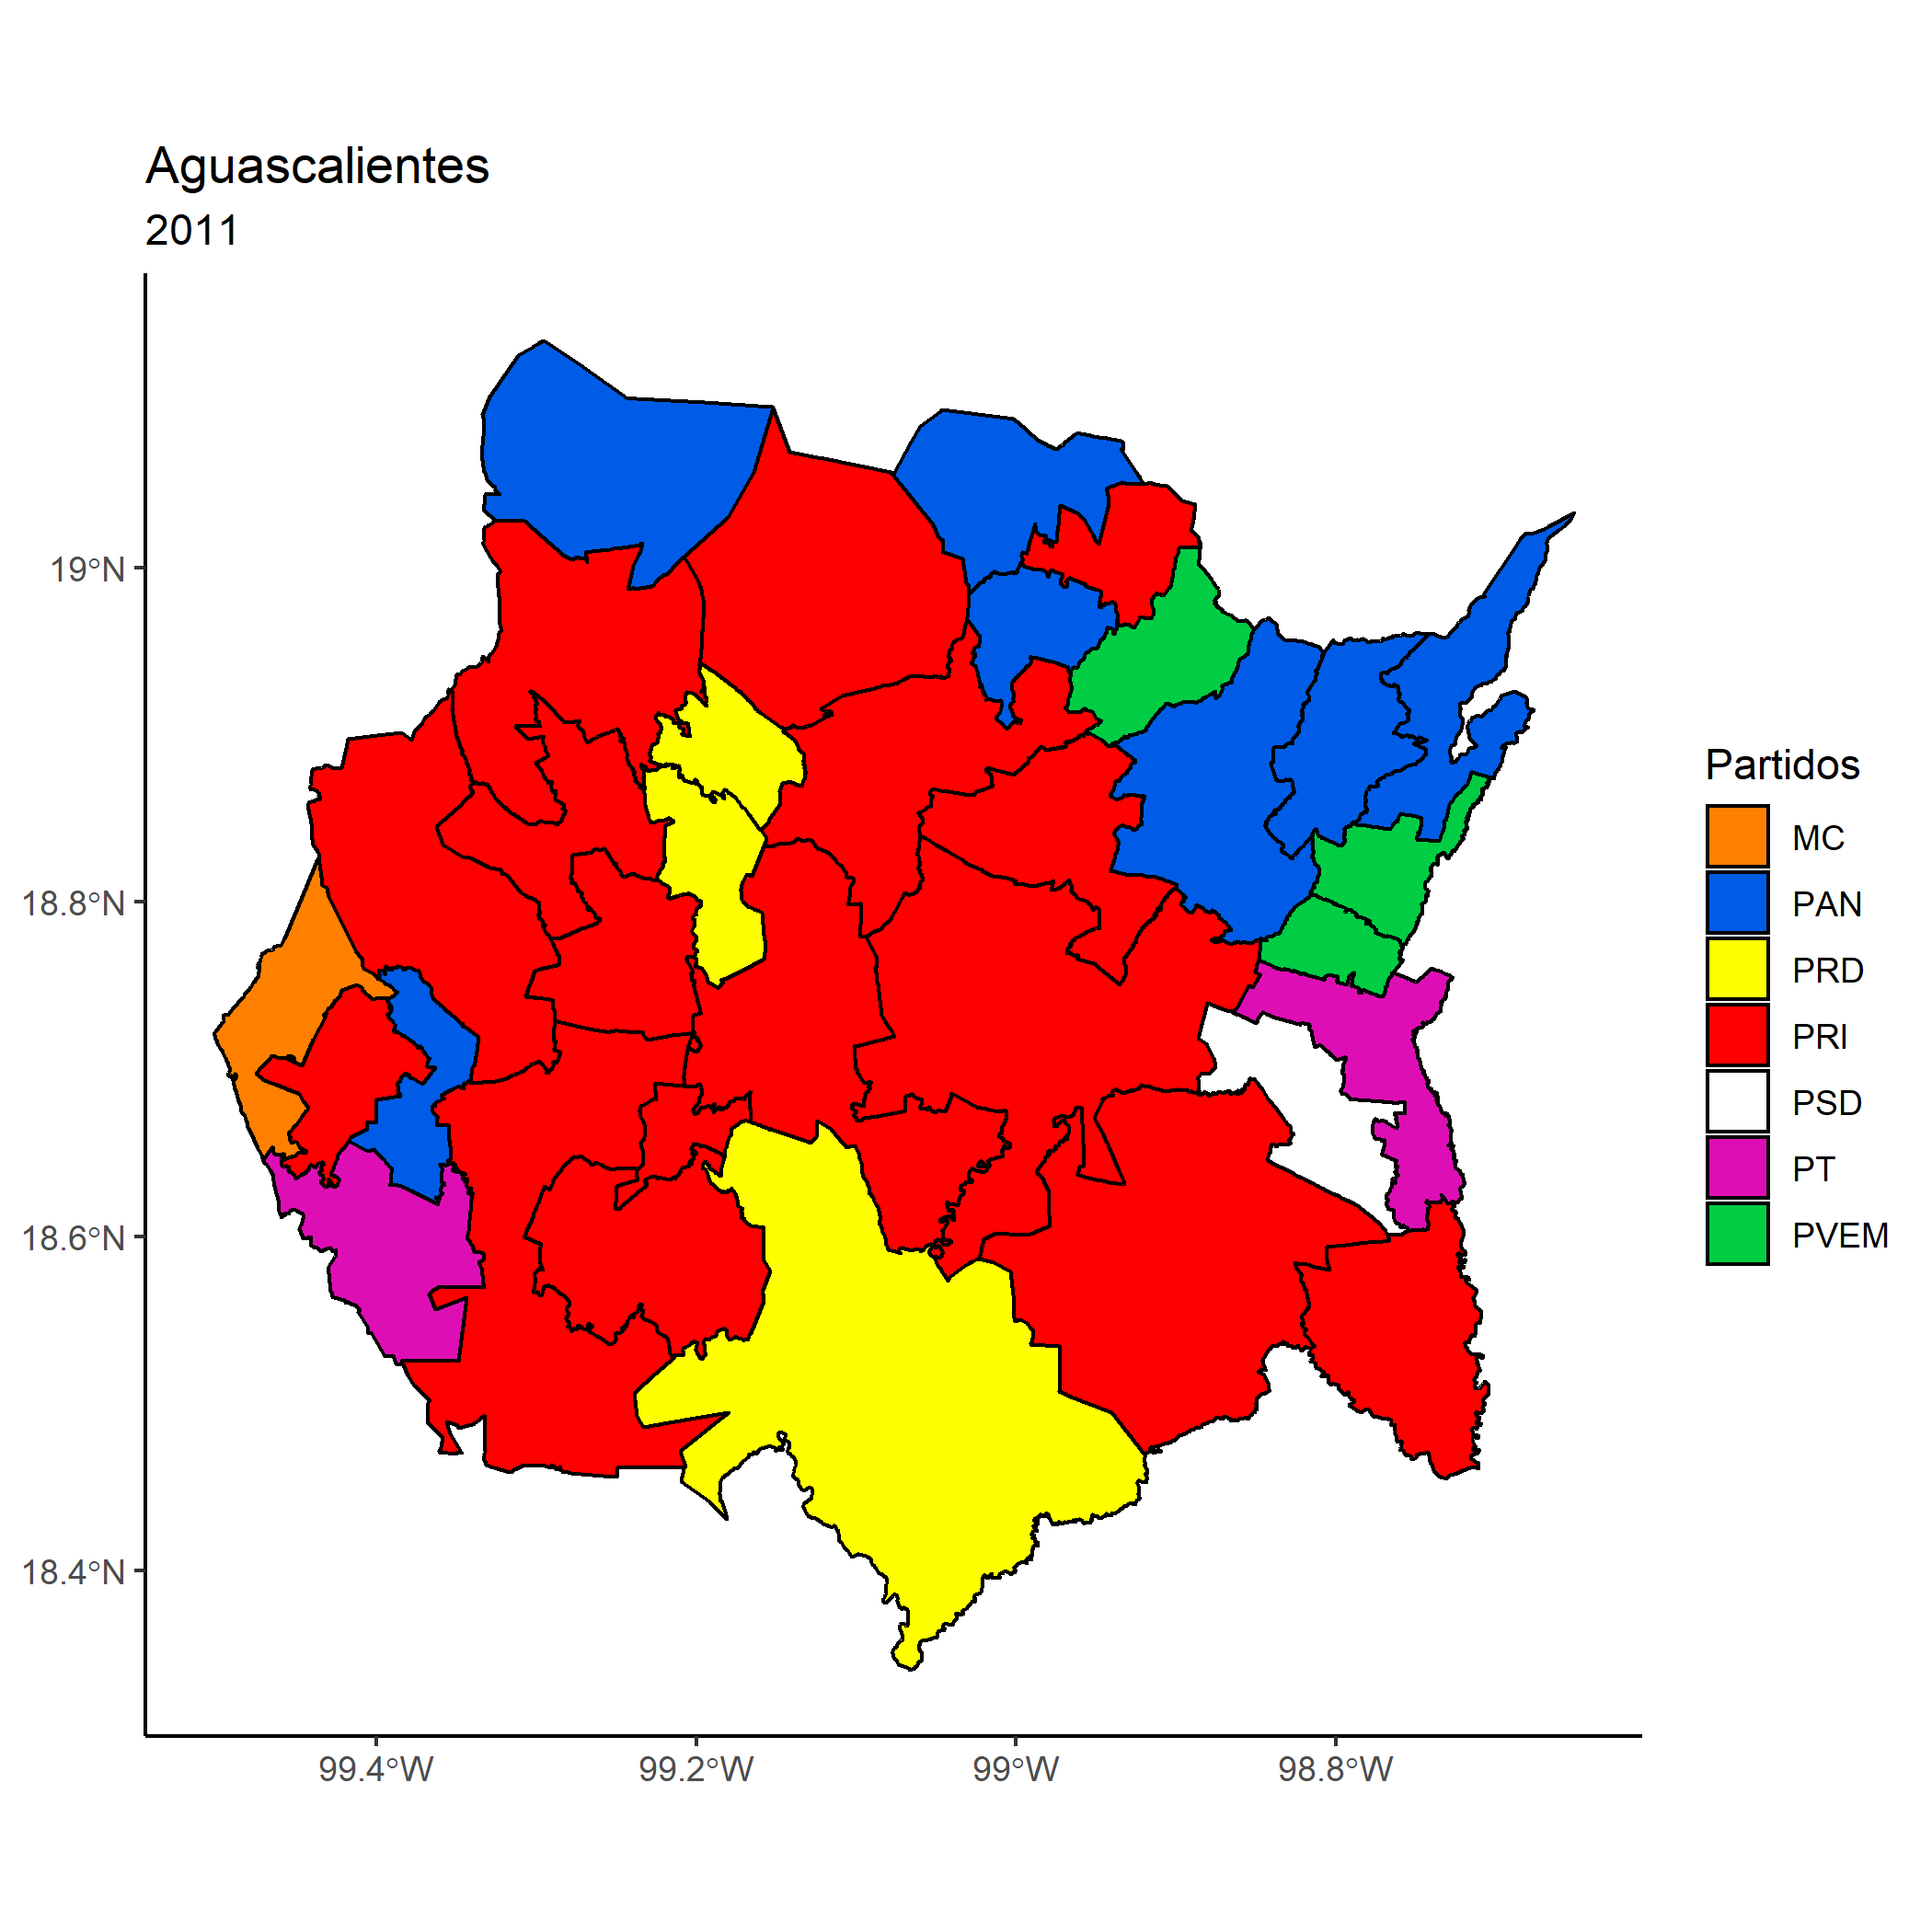 Aguascalientes
2011
19°N
18.8°N
18.6°N
18.4°N
99.4°W
99.2°W
99°W
98.8°W
Partidos
MC
PAN
PRD
PRI
PSD
PT
PVEM